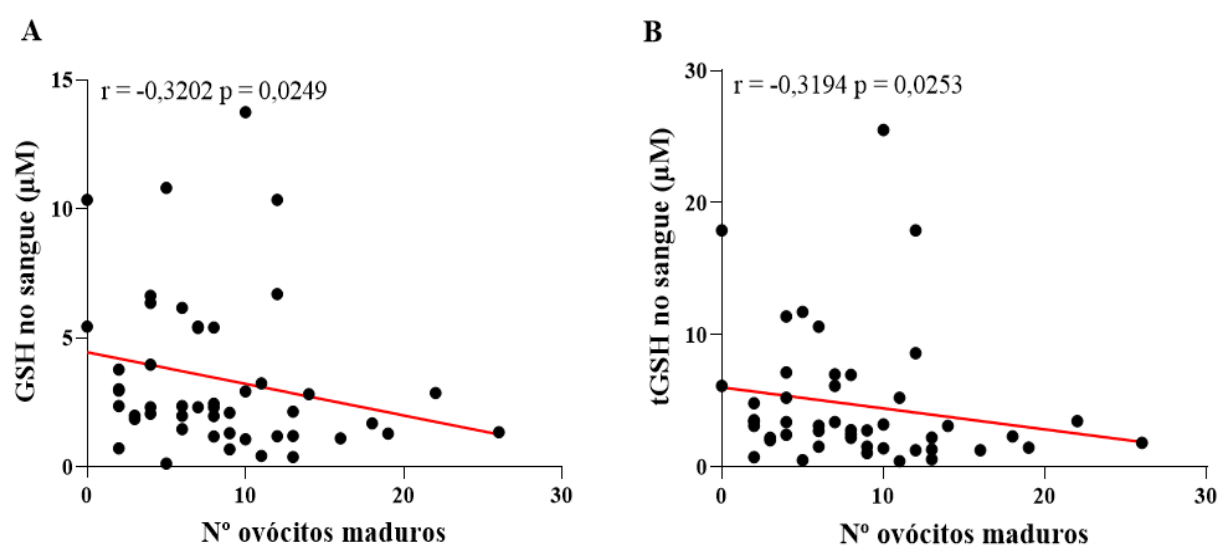 A
r = -0,3202 p = 0,0249
GSH no sangue (µM)
15
10
5
0
0 10 20 30
Nº ovócitos maduros
B
r = -0,3194 p = 0,0253
tGSH no sangue (µM)
30
20
10
0
0 10 20 30
Nº ovócitos maduros